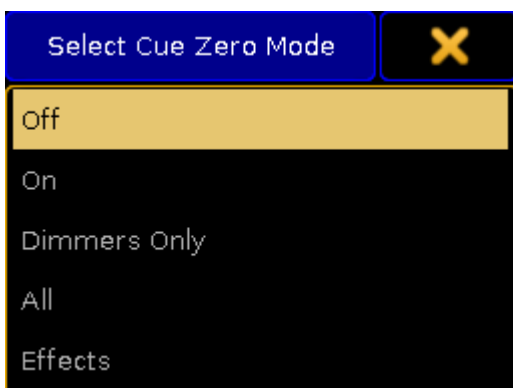 Select Cue Zero Mode
Off
On
Dimmers Only
All
Effects